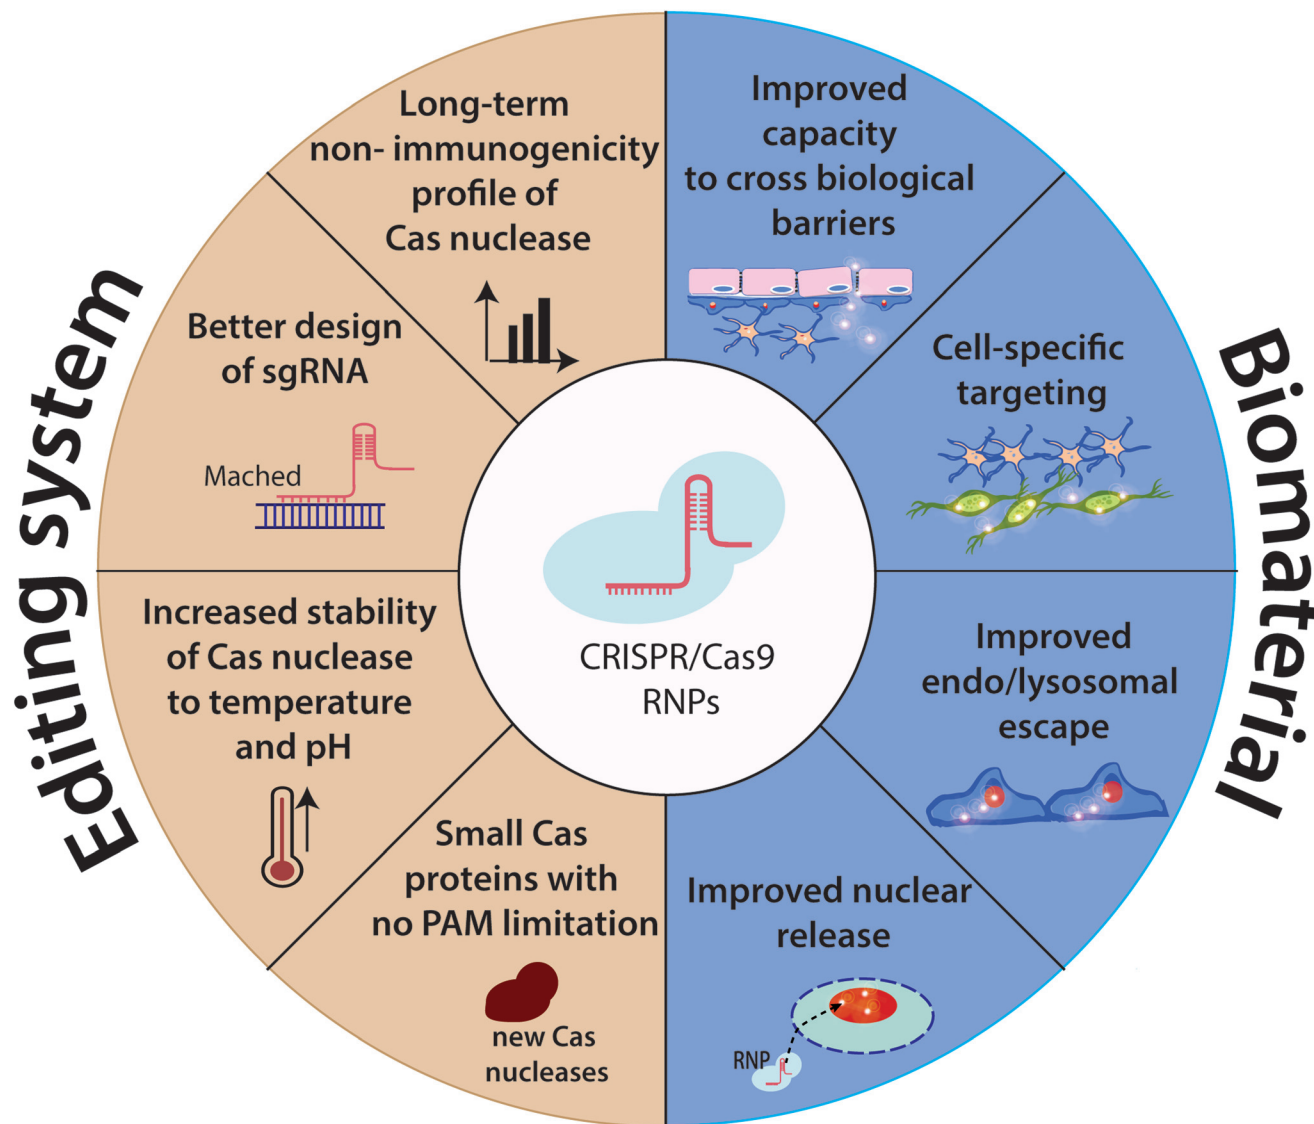 Editing system
Long-term
non- immunogenicity
profile of
Cas nuclease
Better design
of sgRNA
Mached
Increased stability
of Cas nuclease
to temperature
and pH
Small Cas
proteins with
no PAM limitation
new Cas
nucleases
CRISPR/Cas9
RNPs
Biomaterial
Improved
capacity
to cross biological
barriers
Cell-specific
targeting
Improved
endo/lysosomal
escape
Improved nuclear
release
RNP